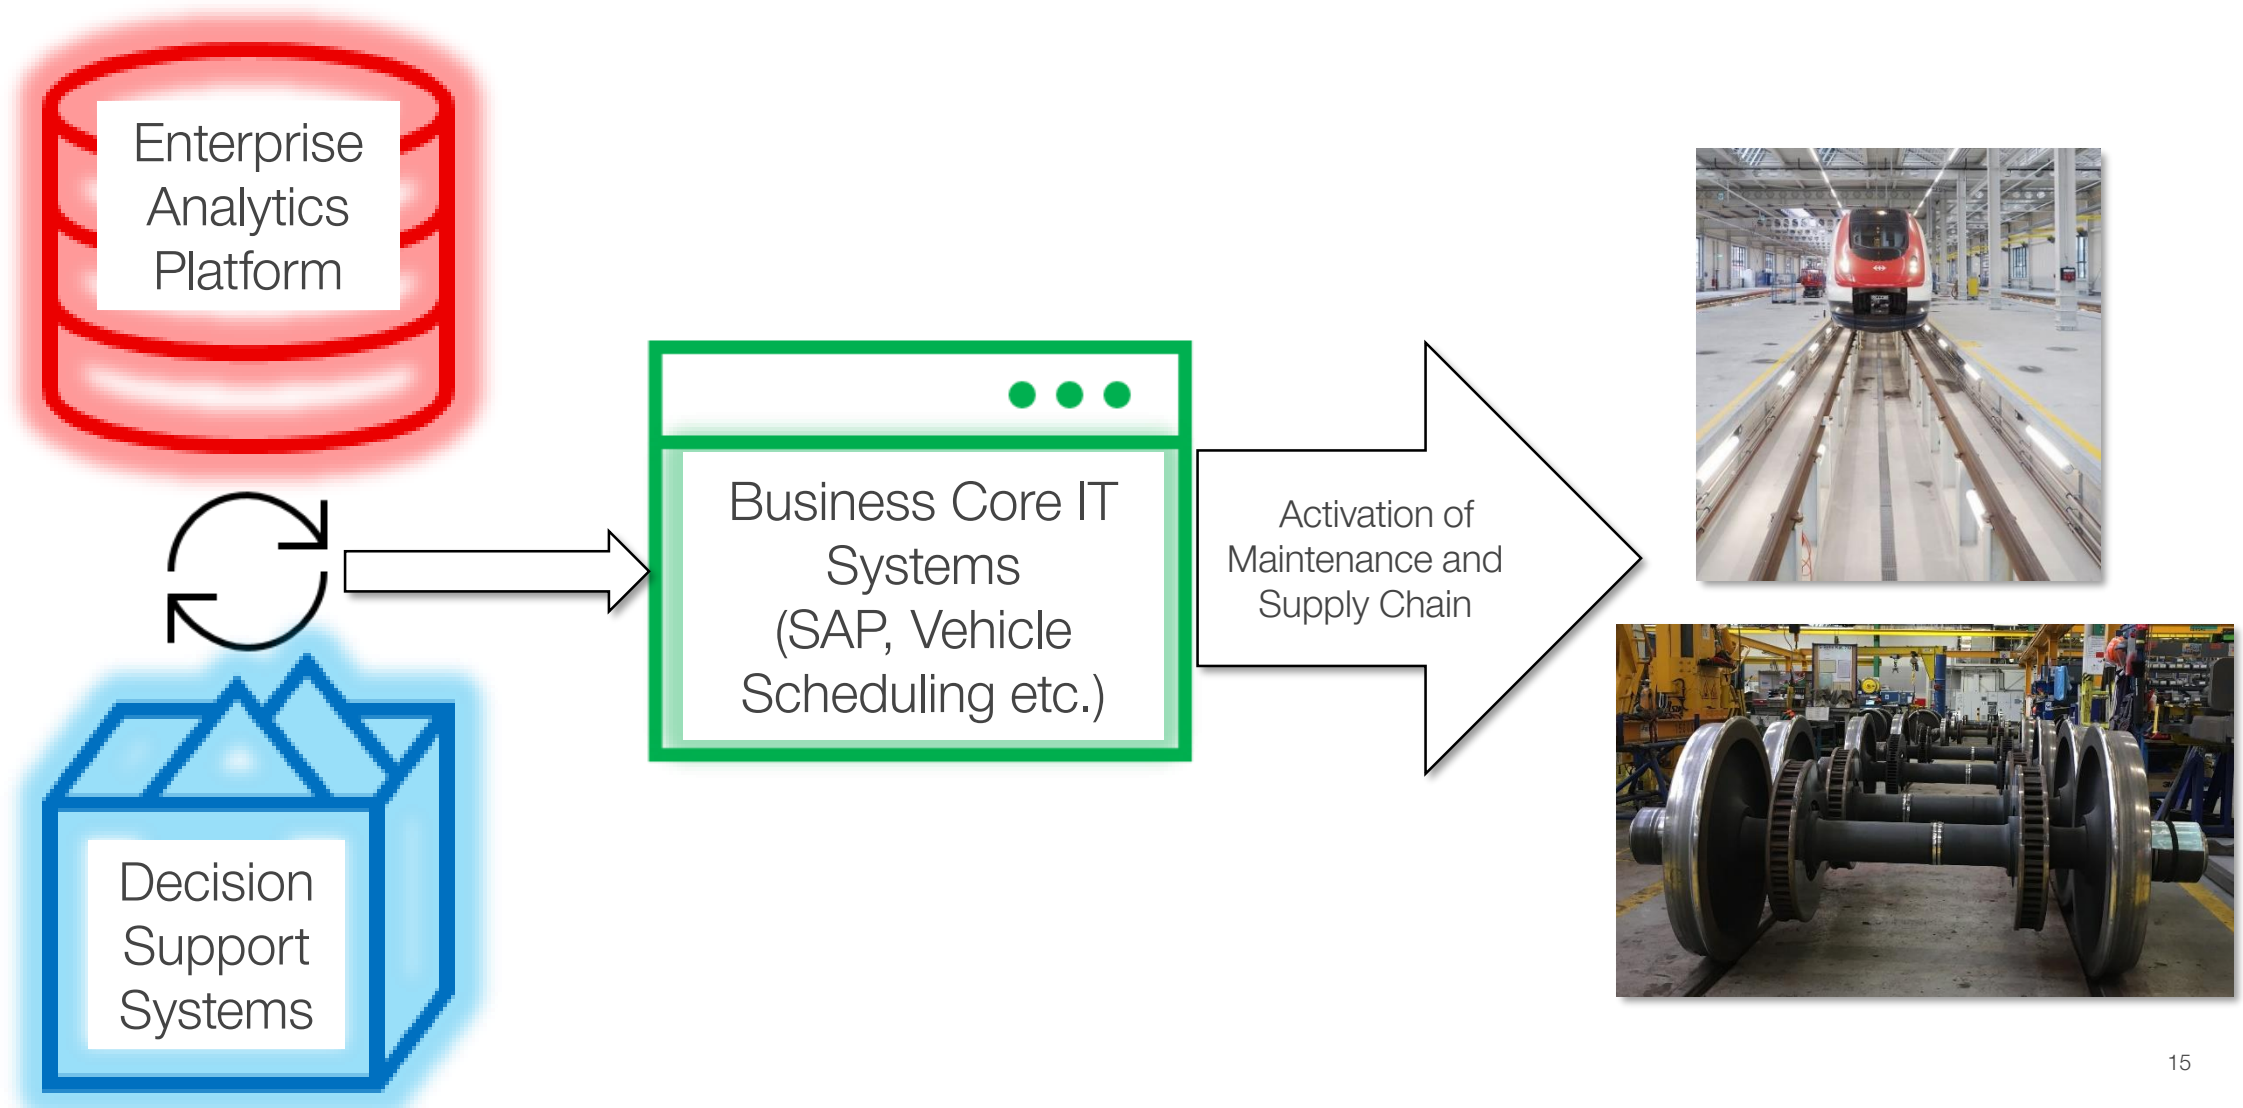 Enterprise
Analytics
Platform
Business Core IT
Systems
(SAP, Vehicle
Scheduling etc.)
Activation of
Maintenance and
Supply Chain
Decision
Support
Systems
15